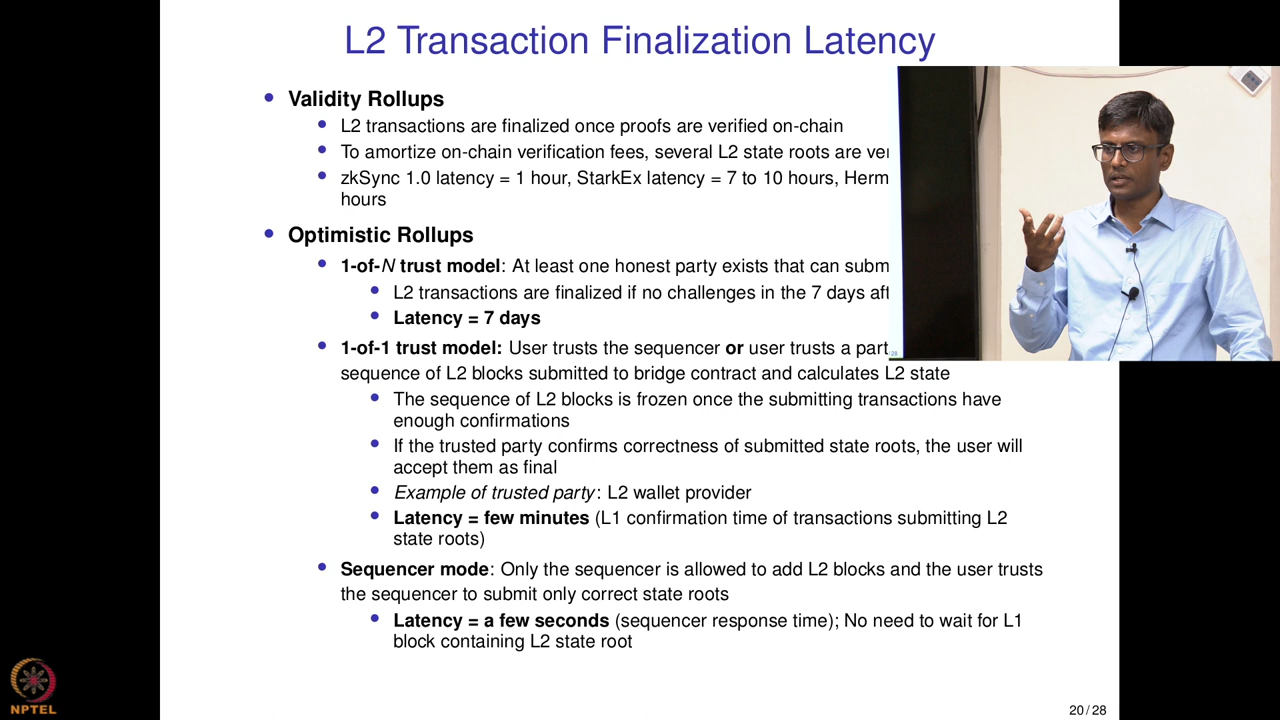 L2 Transaction Finalization Latency
Validity Rollups
L2 transactions are finalized once proofs are verified on-chain
To amortize on-chain verification fees, several L2 state roots are
zkSync 1.0 latency = 1 hour, StarkEx latency = 7 to 10 hours,
hours
Optimistic Rollups
1-of-N trust model: At least one honest party exists that can
L2 transactions are finalized if no challenges in the 7 days
Latency = 7 days
1-of-1 trust model: User trusts the sequencer or user trusts a
sequence of L2 blocks submitted to bridge contract and calculates L2 state
The sequence of L2 blocks is frozen once the submitting transactions have
enough confirmations
If the trusted party confirms correctness of submitted state roots, the user will
accept them as final
Example of trusted party: L2 wallet provider
Latency = few minutes (L1 confirmation time of transactions submitting L2
state roots)
Sequencer mode: Only the sequencer is allowed to add L2 blocks and the user trusts
the sequencer to submit only correct state roots
Latency = a few seconds (sequencer response time); No need to wait for L1
block containing L2 state root
NPTEL
20 / 28